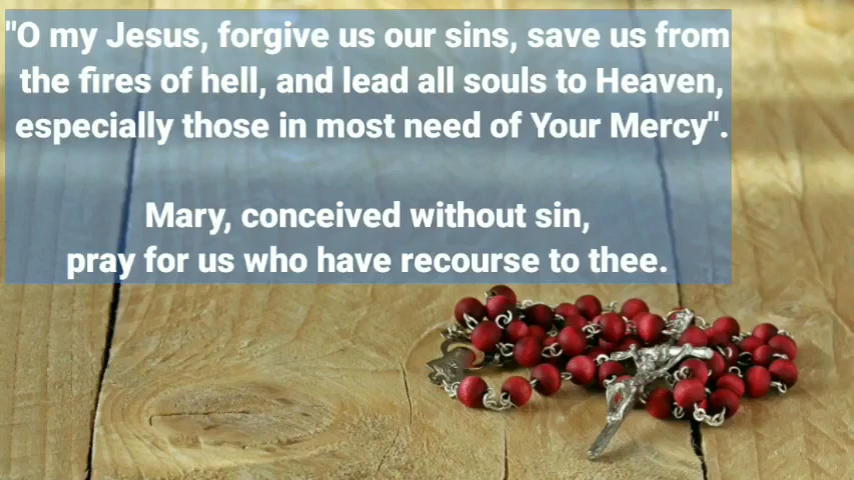 "O my Jesus, forgive us our sins, save us from
the fires of hell, and lead all souls to Heaven,
especially those in most need of Your Mercy".
Mary, conceived without sin,
pray for us who have recourse to thee.